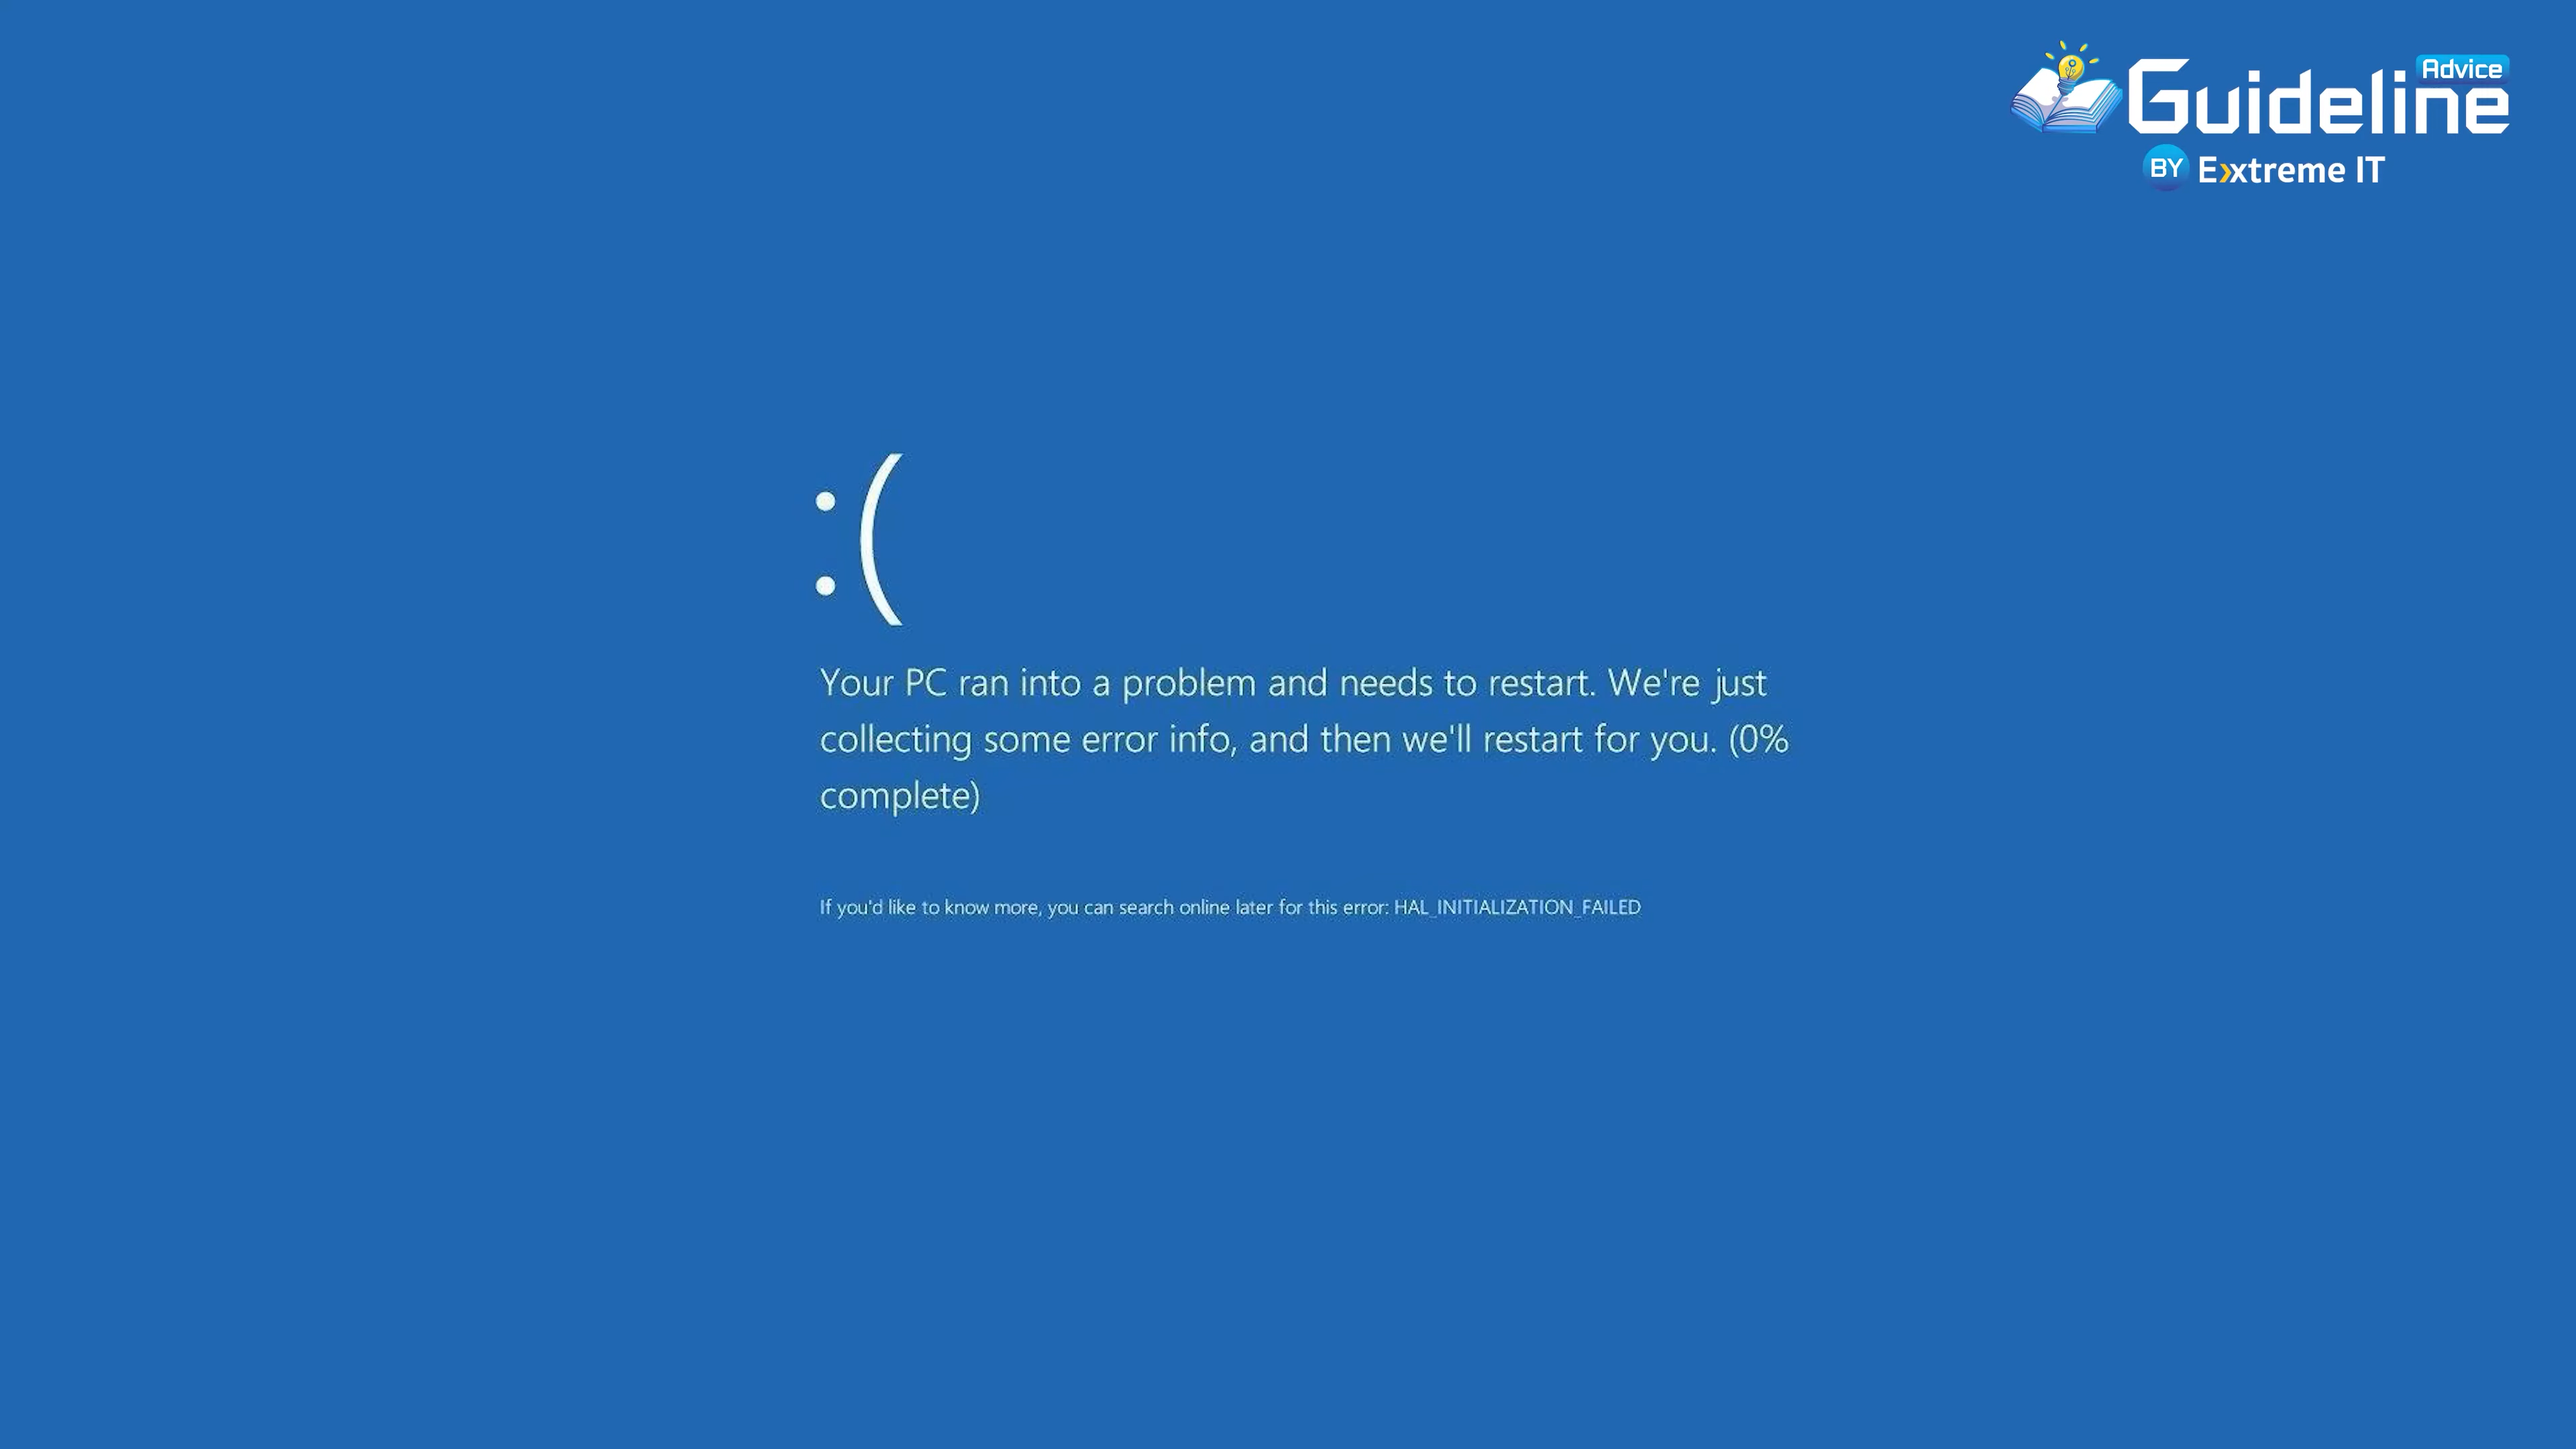 Advice
Guideline
BY Extreme IT
:(
Your PC ran into a problem and needs to restart. We're just
collecting some error info, and then we'll restart for you. (0%
complete)
If you'd like to know more, you can search online later for this error: HAL_INITIALIZATION_FAILED